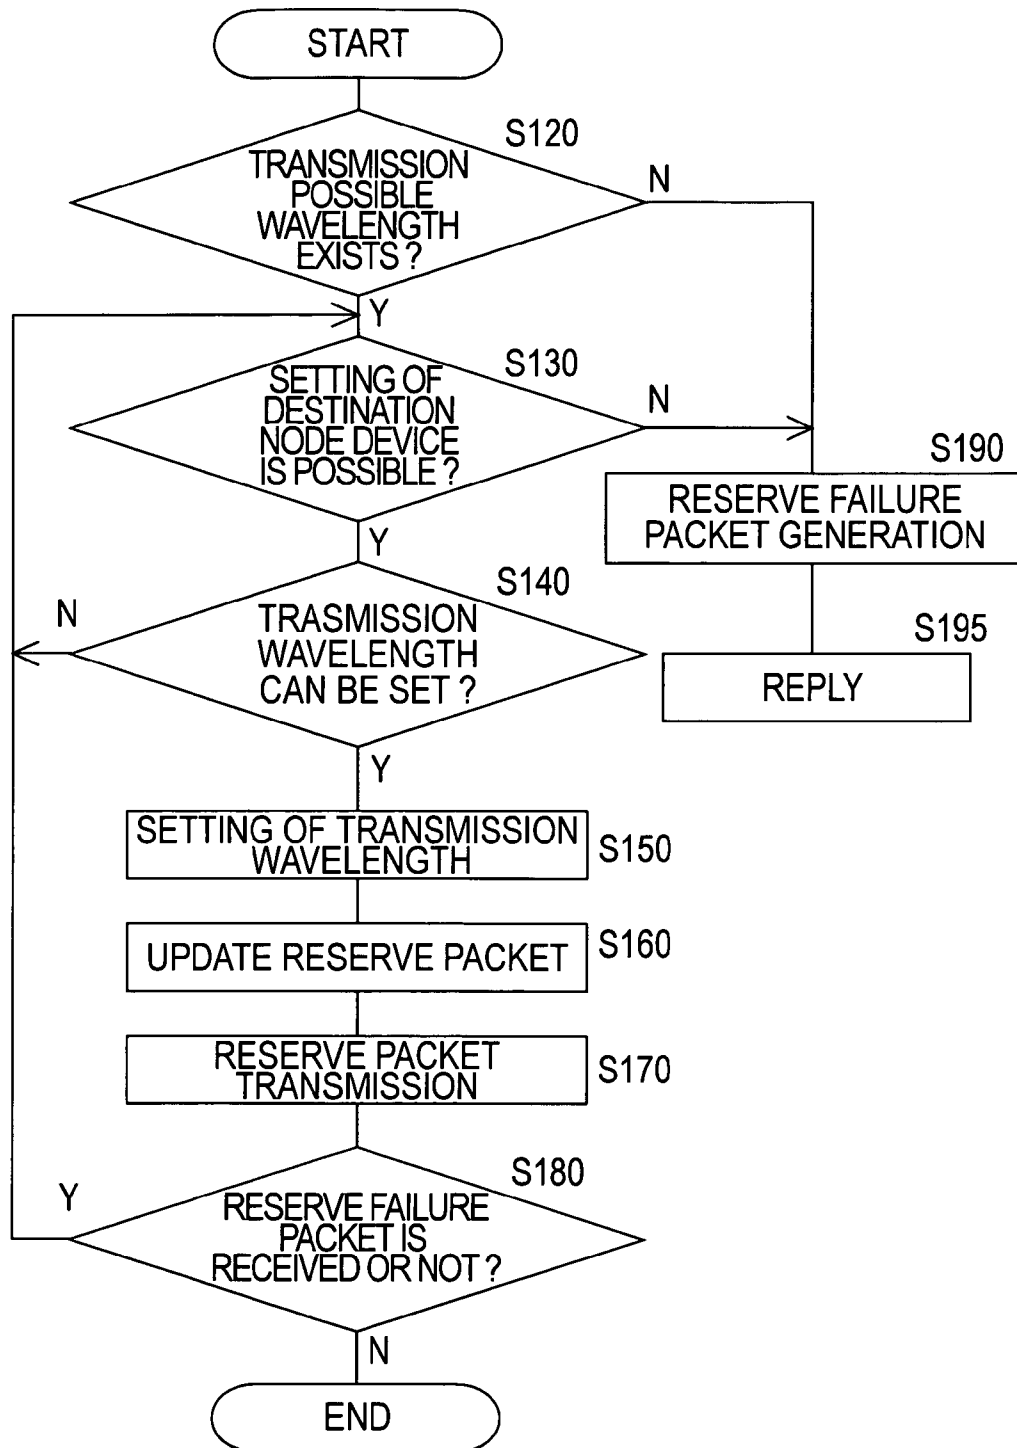 START
S120
TRANSMISSION
POSSIBLE
WAVELENGTH
EXISTS ?
N
Y
S130
SETTING OF
DESTINATION
NODE DEVICE
IS POSSIBLE ?
N
Y
S190
RESERVE FAILURE
PACKET GENERATION
S140
TRASMISSION
WAVELENGTH
CAN BE SET ?
N
Y
S195
REPLY
SETTING OF TRANSMISSION
WAVELENGTH
S150
UPDATE RESERVE PACKET
S160
RESERVE PACKET
TRANSMISSION
S170
S180
RESERVE FAILURE
PACKET IS
RECEIVED OR NOT ?
Y
N
END